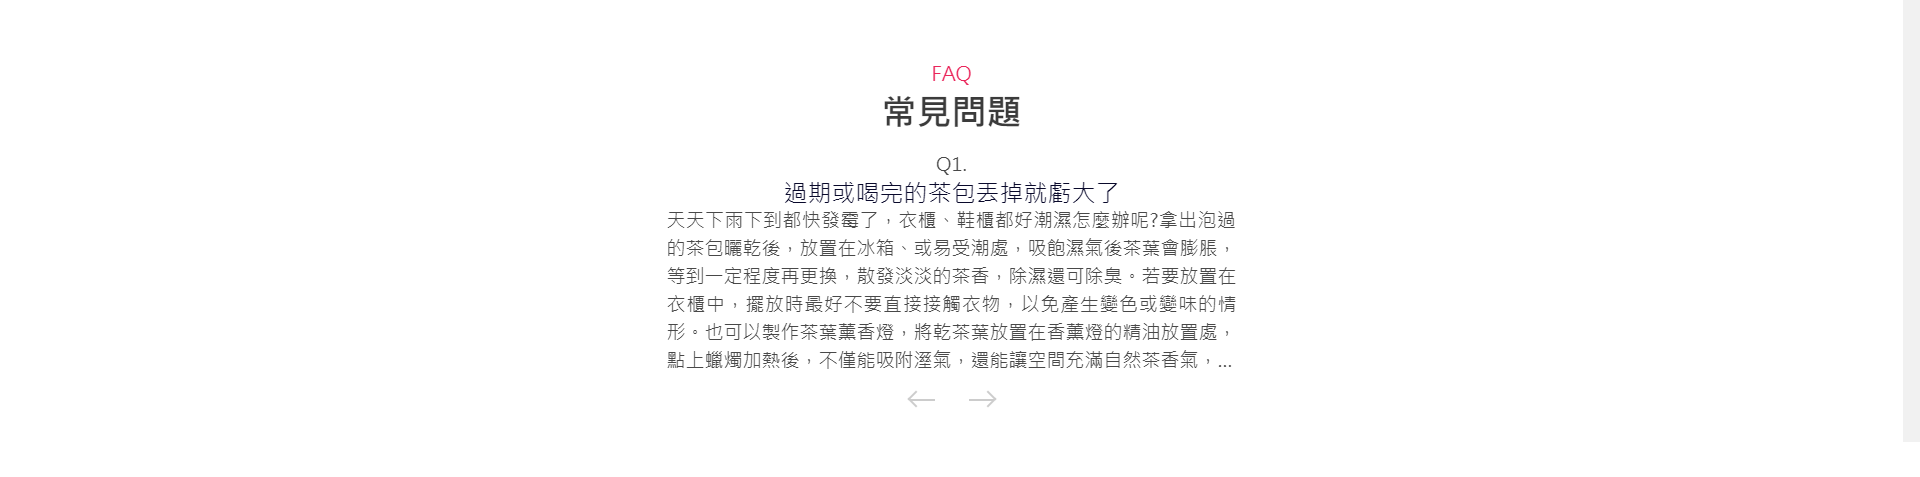 FAQ
常見問題
Q1.
過期或喝完的茶包丟掉就虧大了
天天下雨下到都快發霉了，衣櫃、鞋櫃都好潮濕怎麼辦呢?拿出泡過
的茶包曬乾後，放置在冰箱、或易受潮處，吸飽濕氣後茶葉會膨脹，
等到一定程度再更換，散發淡淡的茶香，除濕還可除臭。若要放置在
衣櫃中，擺放時最好不要直接接觸衣物，以免產生變色或變味的情
形。也可以製作茶葉薰香燈，將乾茶葉放置在香薰燈的精油放置處，
點上蠟燭加熱後，不僅能吸附溼氣，還能讓空間充滿自然茶香氣，...